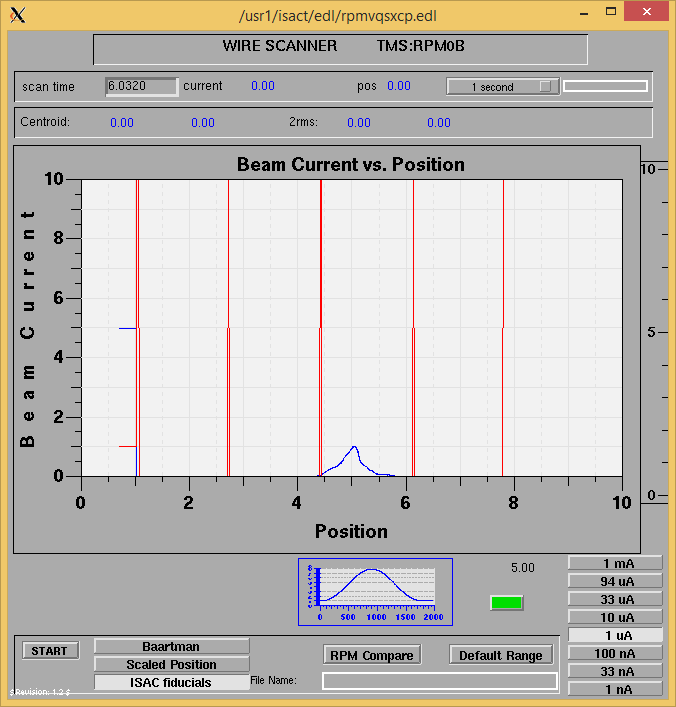 /usr1/isact/edl/rpmvqsxcp.edl
WIRE SCANNER TMS:RPM0B
scan time 6.0320 current 0.00 pos 0.00 1 second
Centroid: 0.00 0.00 2rms: 0.00 0.00
Beam Current vs. Position
10
8
6
4
2
0
Beam Current
0 2 4 6 8 10
Position
10
5
0
8
0 500 1000 1500 2000
5.00
1 mA
94 uA
33 uA
10 uA
1 uA
100 nA
33 nA
1 nA
START
Baartman
Scaled Position
ISAC fiducials
RPM Compare
Default Range
File Name:
$Revision: 1.2 $